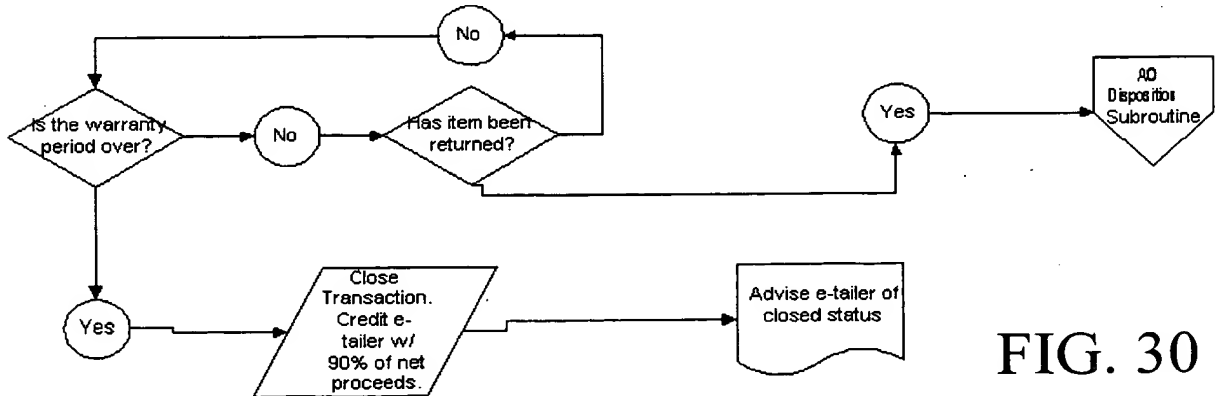 No
Is the warranty
period over?
No
Has item been
returned?
Yes
AO
Disposition
Subroutine
Yes
Close
Transaction.
Credit e-
tailer w/
90% of net
proceeds.
Advise e-tailer of
closed status
FIG. 30